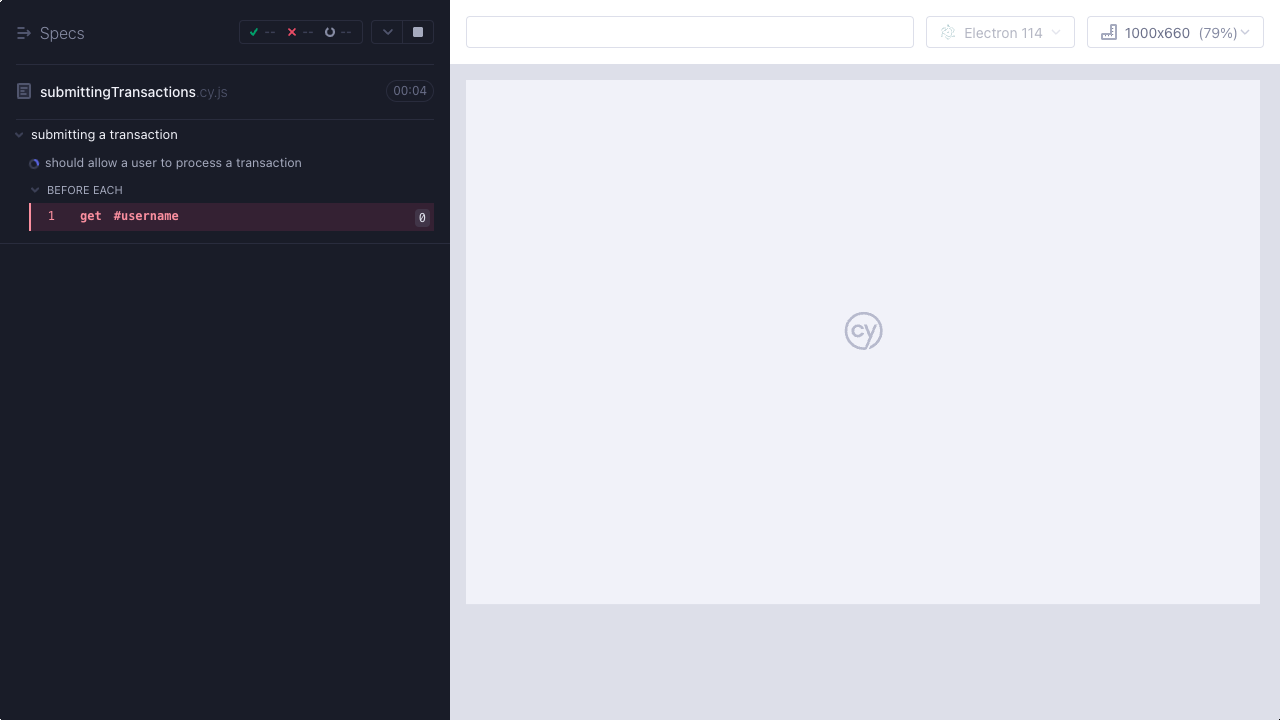 Specs -- -- --
Electron 114 1000x660 (79%)
submittingTransactions.cy.js 00:04
submitting a transaction
should allow a user to process a transaction
BEFORE EACH
1 get #username 0
cy